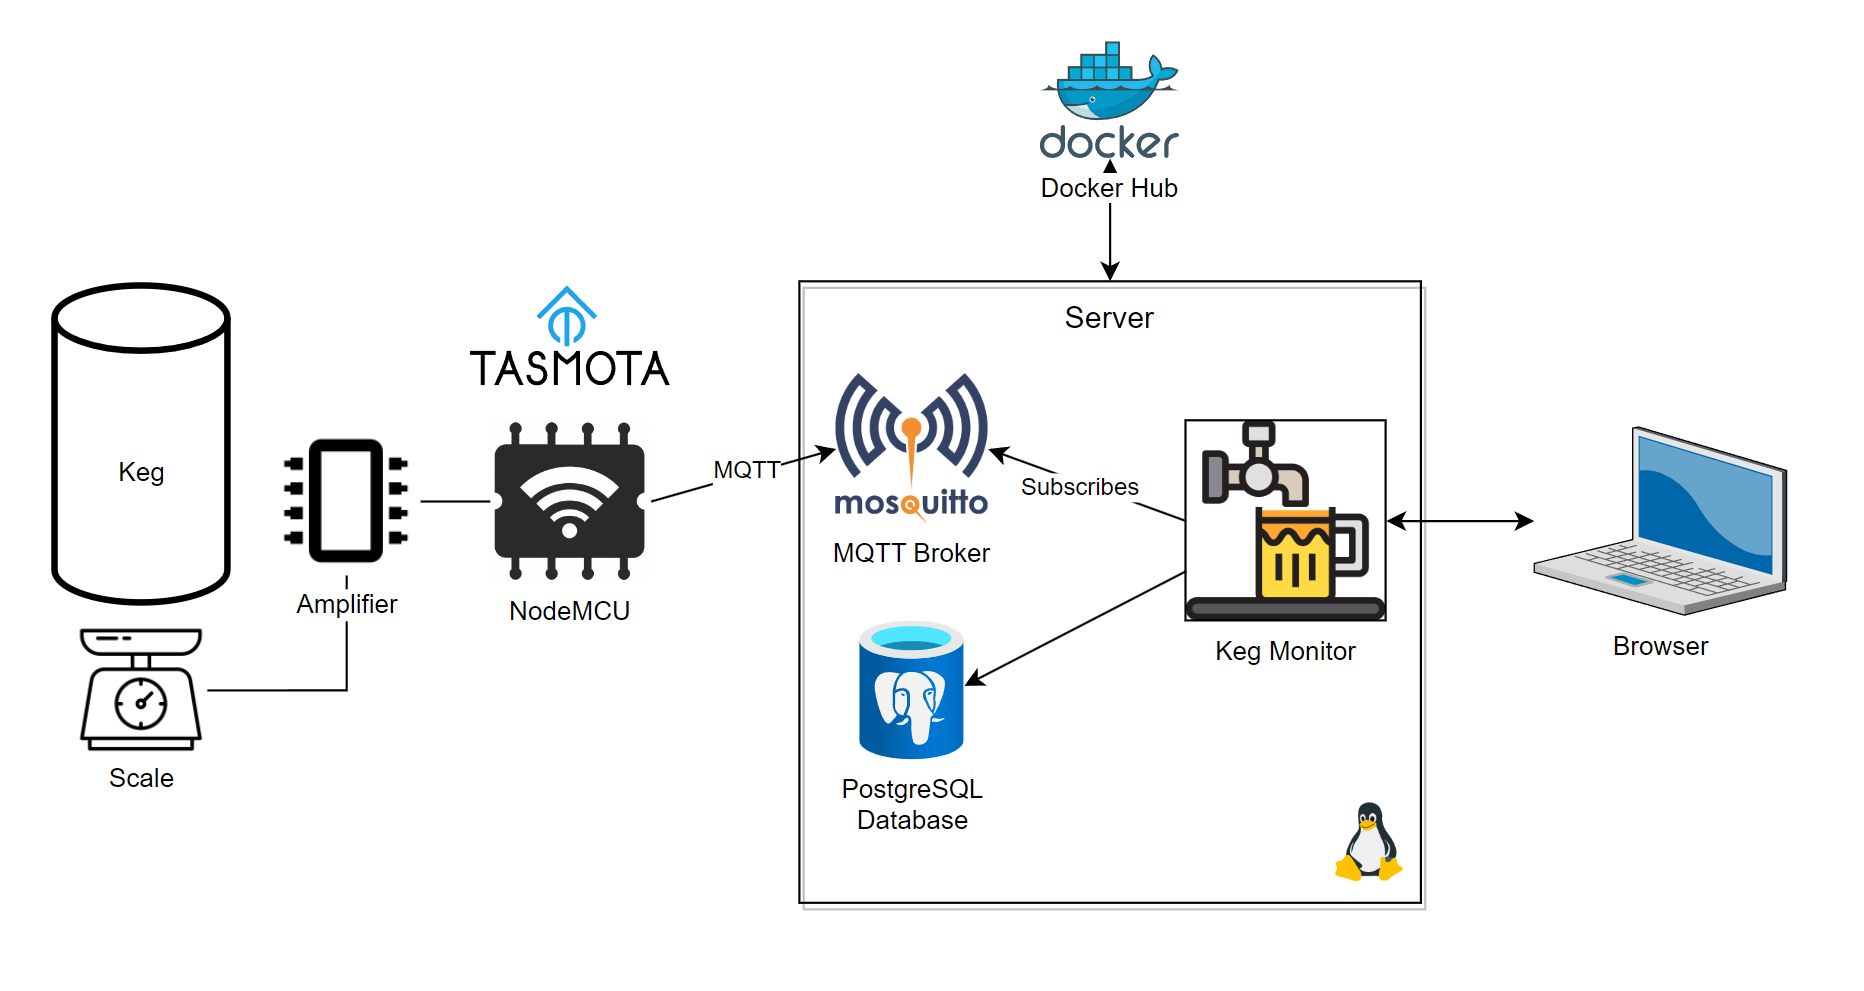 docker
Docker Hub
Server
TASMOTA
Keg
MQTT
Subscribes
mosquitto
MQTT Broker
Amplifier
NodeMCU
Keg Monitor
Browser
Scale
PostgreSQL
Database